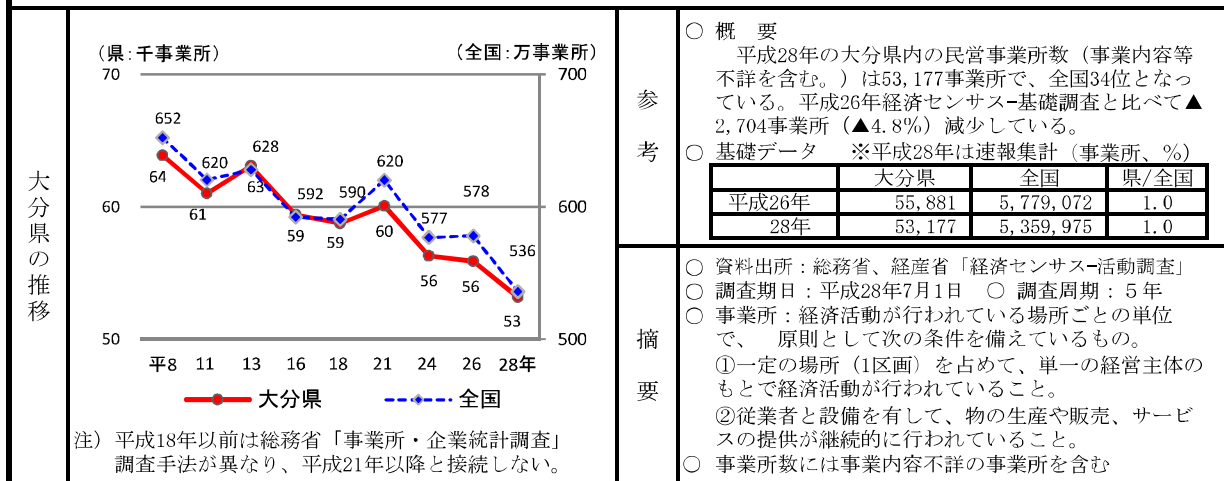 大分県の推移
(県:千事業所)
(全国:万事業所)
70
60
50
700
600
500
652
620
628
592
590
620
577
578
536
64
61
63
59
59
60
56
56
53
平8 11 13 16 18 21 24 26 28年
大分県 全国
注）平成18年以前は総務省「事業所・企業統計調査」
調査手法が異なり、平成21年以降と接続しない。
参考
○ 概　要
平成28年の大分県内の民営事業所数（事業内容等
不詳を含む。）は53,177事業所で、全国34位となっ
ている。平成26年経済センサス−基礎調査と比べて▲
2,704事業所（▲4.8%）減少している。
○ 基礎データ　※平成28年は速報集計（事業所、%）
大分県 全国 県/全国
平成26年 55,881 5,779,072 1.0
28年 53,177 5,359,975 1.0
摘要
○ 資料出所：総務省、経産省「経済センサス−活動調査」
○ 調査期日：平成28年7月1日　○ 調査周期：５年
○ 事業所：経済活動が行われている場所ごとの単位
で、　原則として次の条件を備えているもの。
①一定の場所（1区画）を占めて、単一の経営主体の
もとで経済活動が行われていること。
②従業者と設備を有して、物の生産や販売、サービ
スの提供が継続的に行われていること。
○ 事業所数には事業内容不詳の事業所を含む